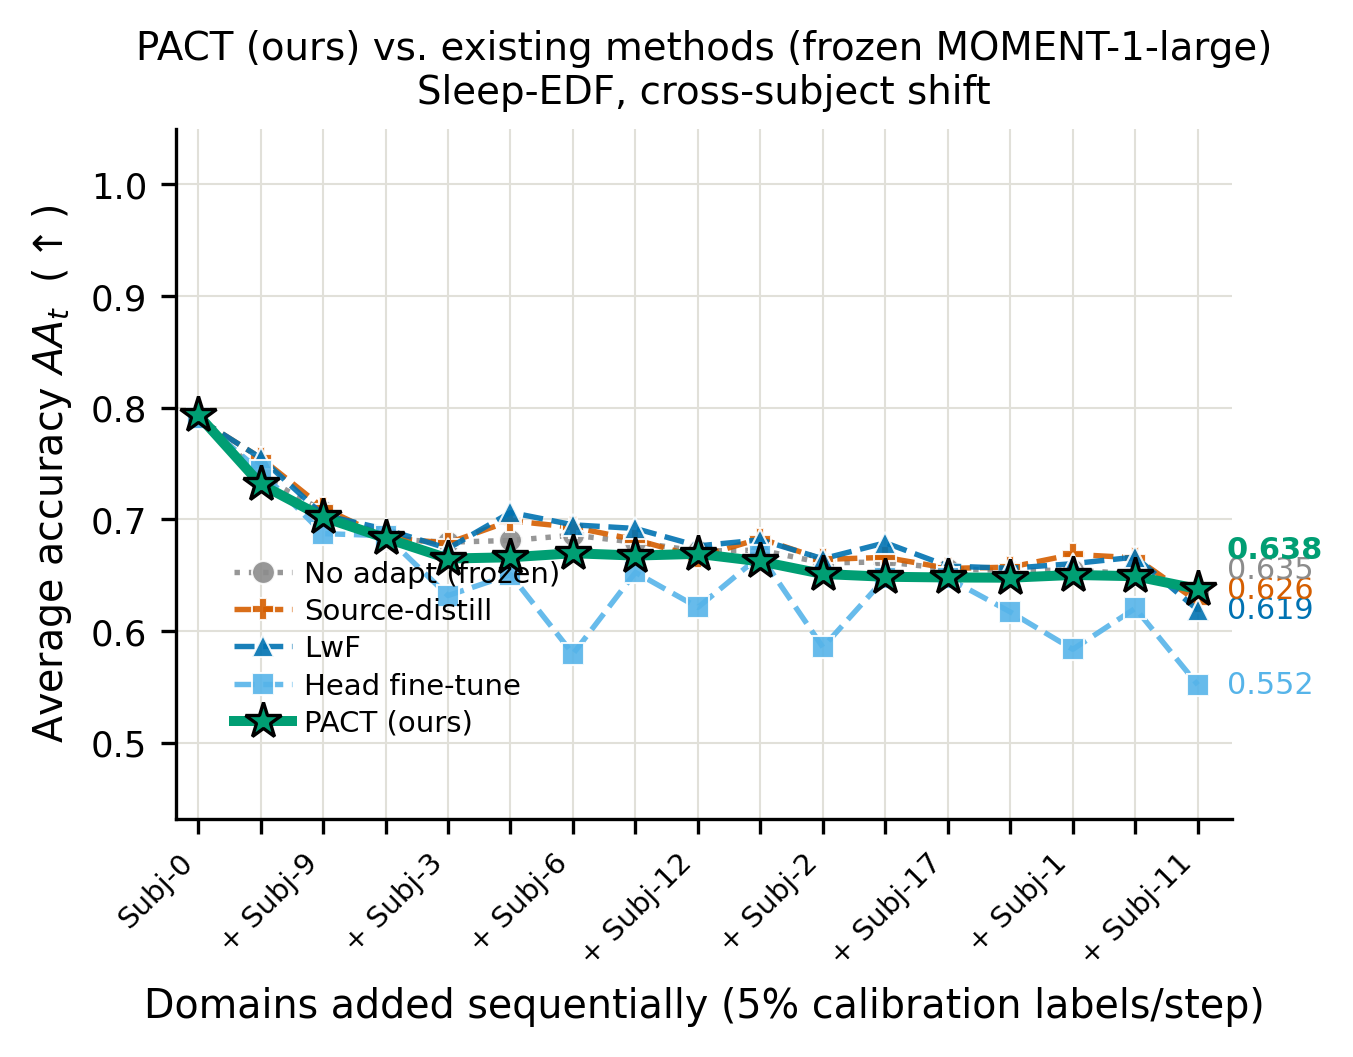 PACT (ours) vs. existing methods (frozen MOMENT-1-large)
Sleep-EDF, cross-subject shift
Average accuracy AA_t (↑)
1.0
0.9
0.8
0.7
0.6
0.5
No adapt (frozen)
Source-distill
LwF
Head fine-tune
PACT (ours)
0.638
0.635
0.626
0.619
0.552
Subj-0
+ Subj-9
+ Subj-3
+ Subj-6
+ Subj-12
+ Subj-2
+ Subj-17
+ Subj-1
+ Subj-11
Domains added sequentially (5% calibration labels/step)